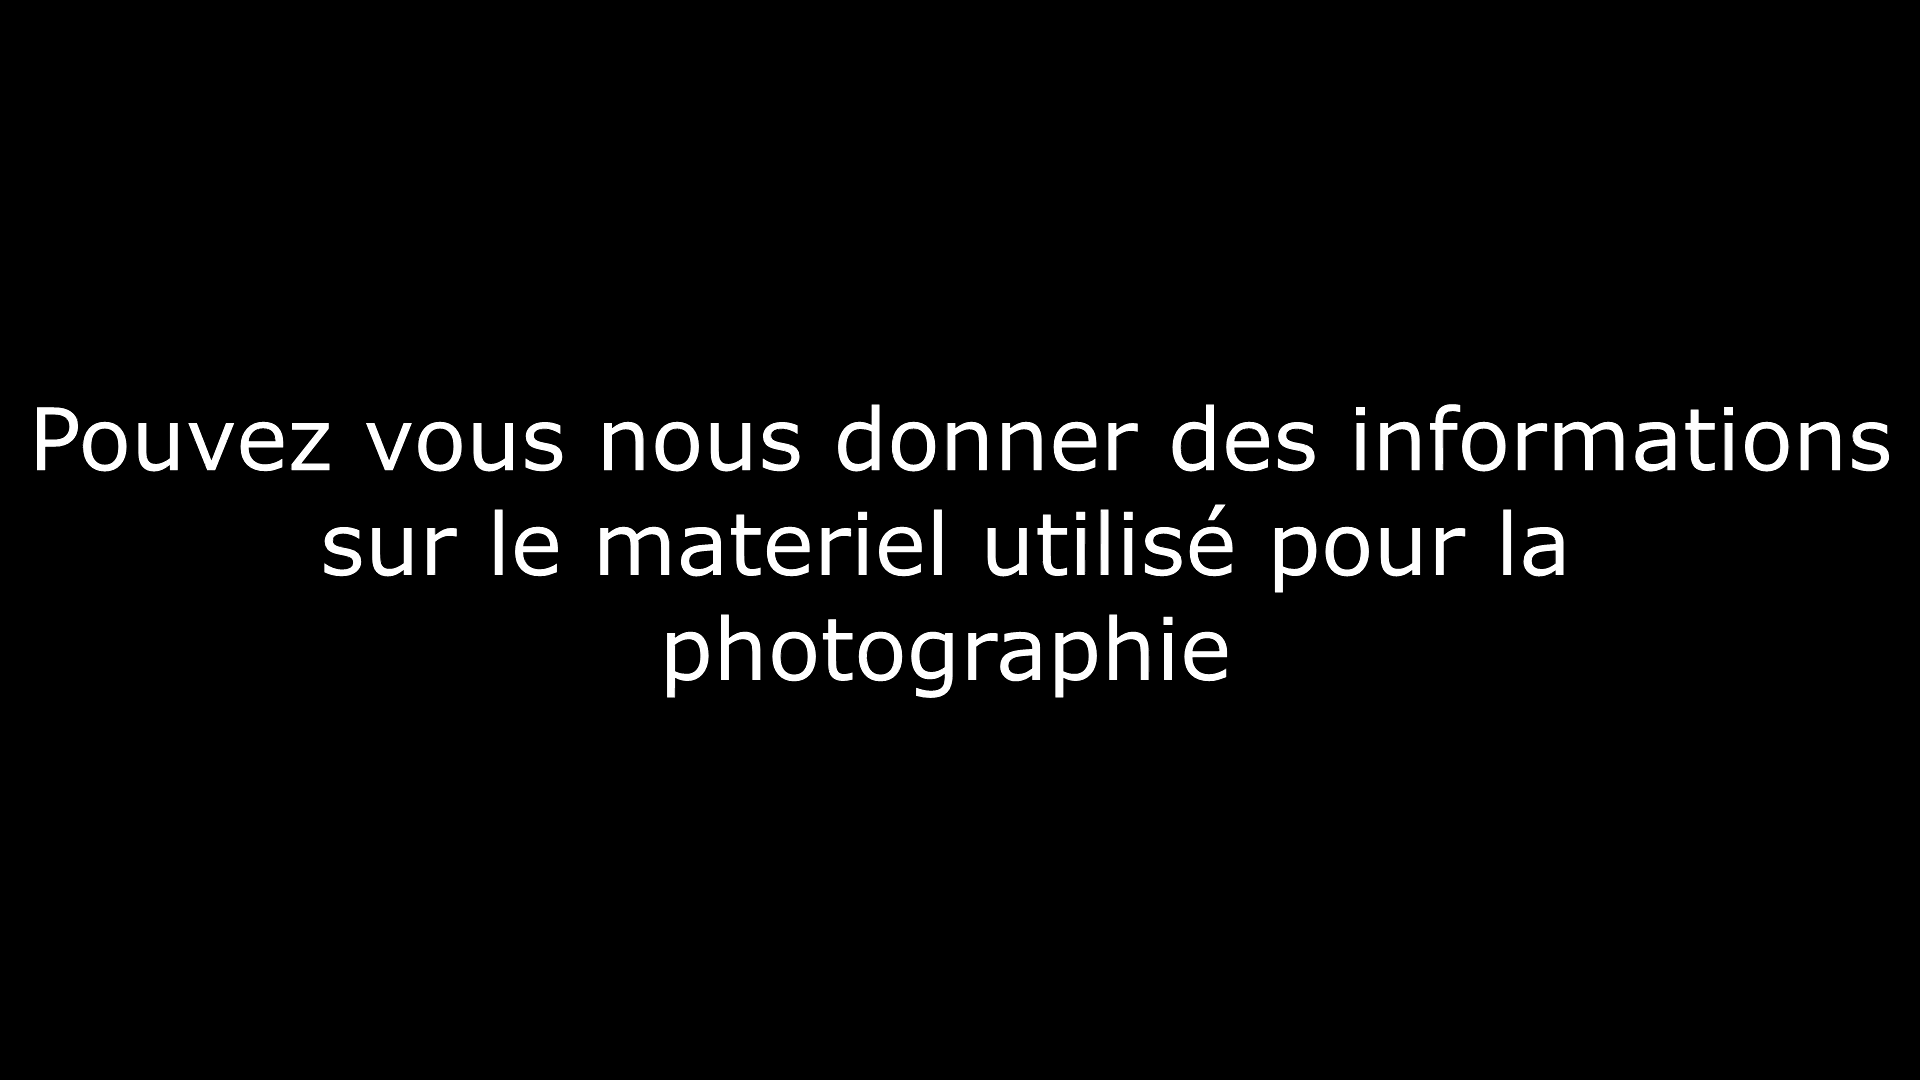 Pouvez vous nous donner des informations
sur le materiel utilisé pour la
photographie